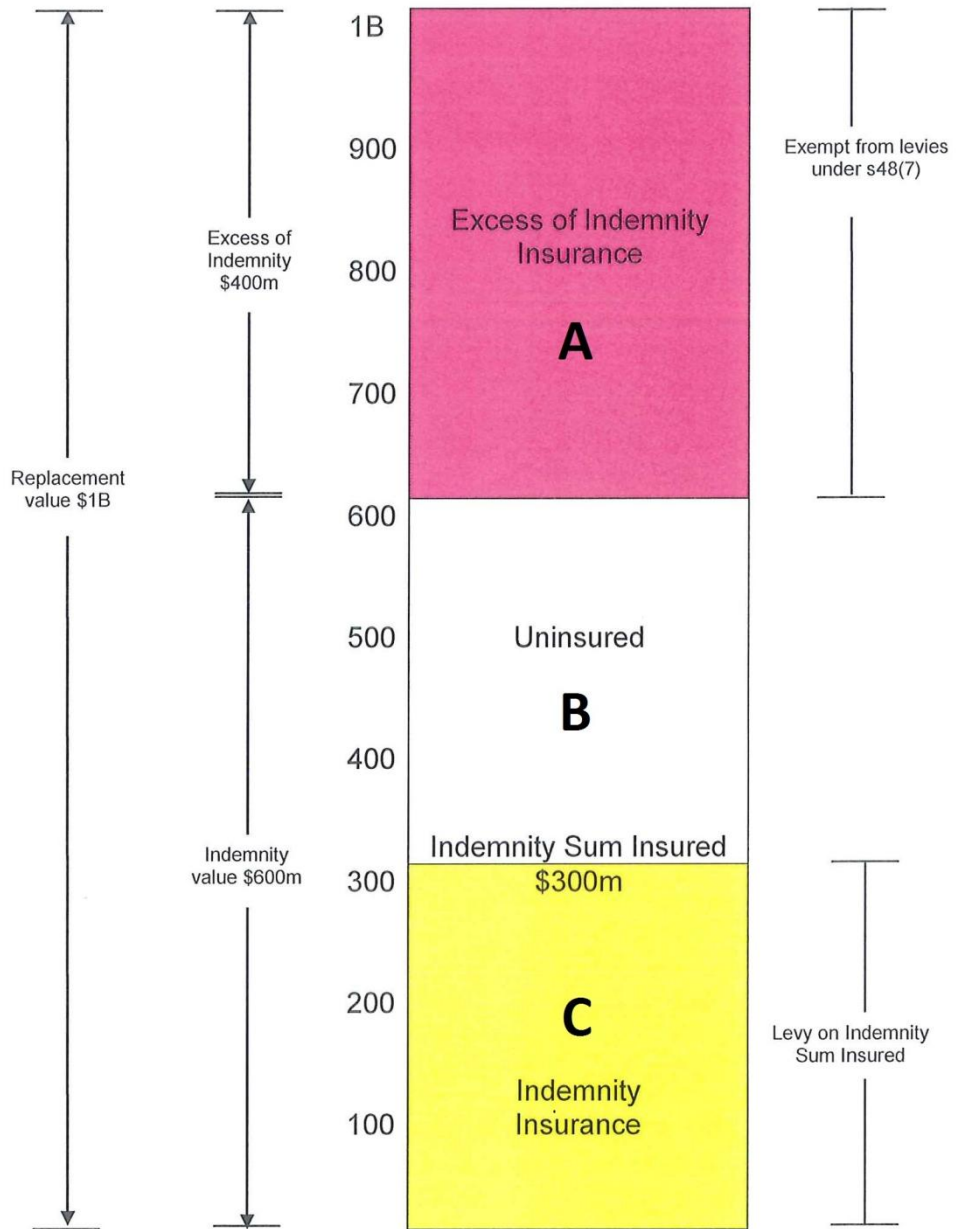 1B
900
Exempt from levies
under s48(7)
Excess of Indemnity
Insurance
Excess of
Indemnity
$400m
800
A
700
Replacement
value $1B
600
500
Uninsured
B
400
Indemnity Sum Insured
$300m
Indemnity
value $600m
300
200
C
Levy on Indemnity
Sum Insured
Indemnity
Insurance
100